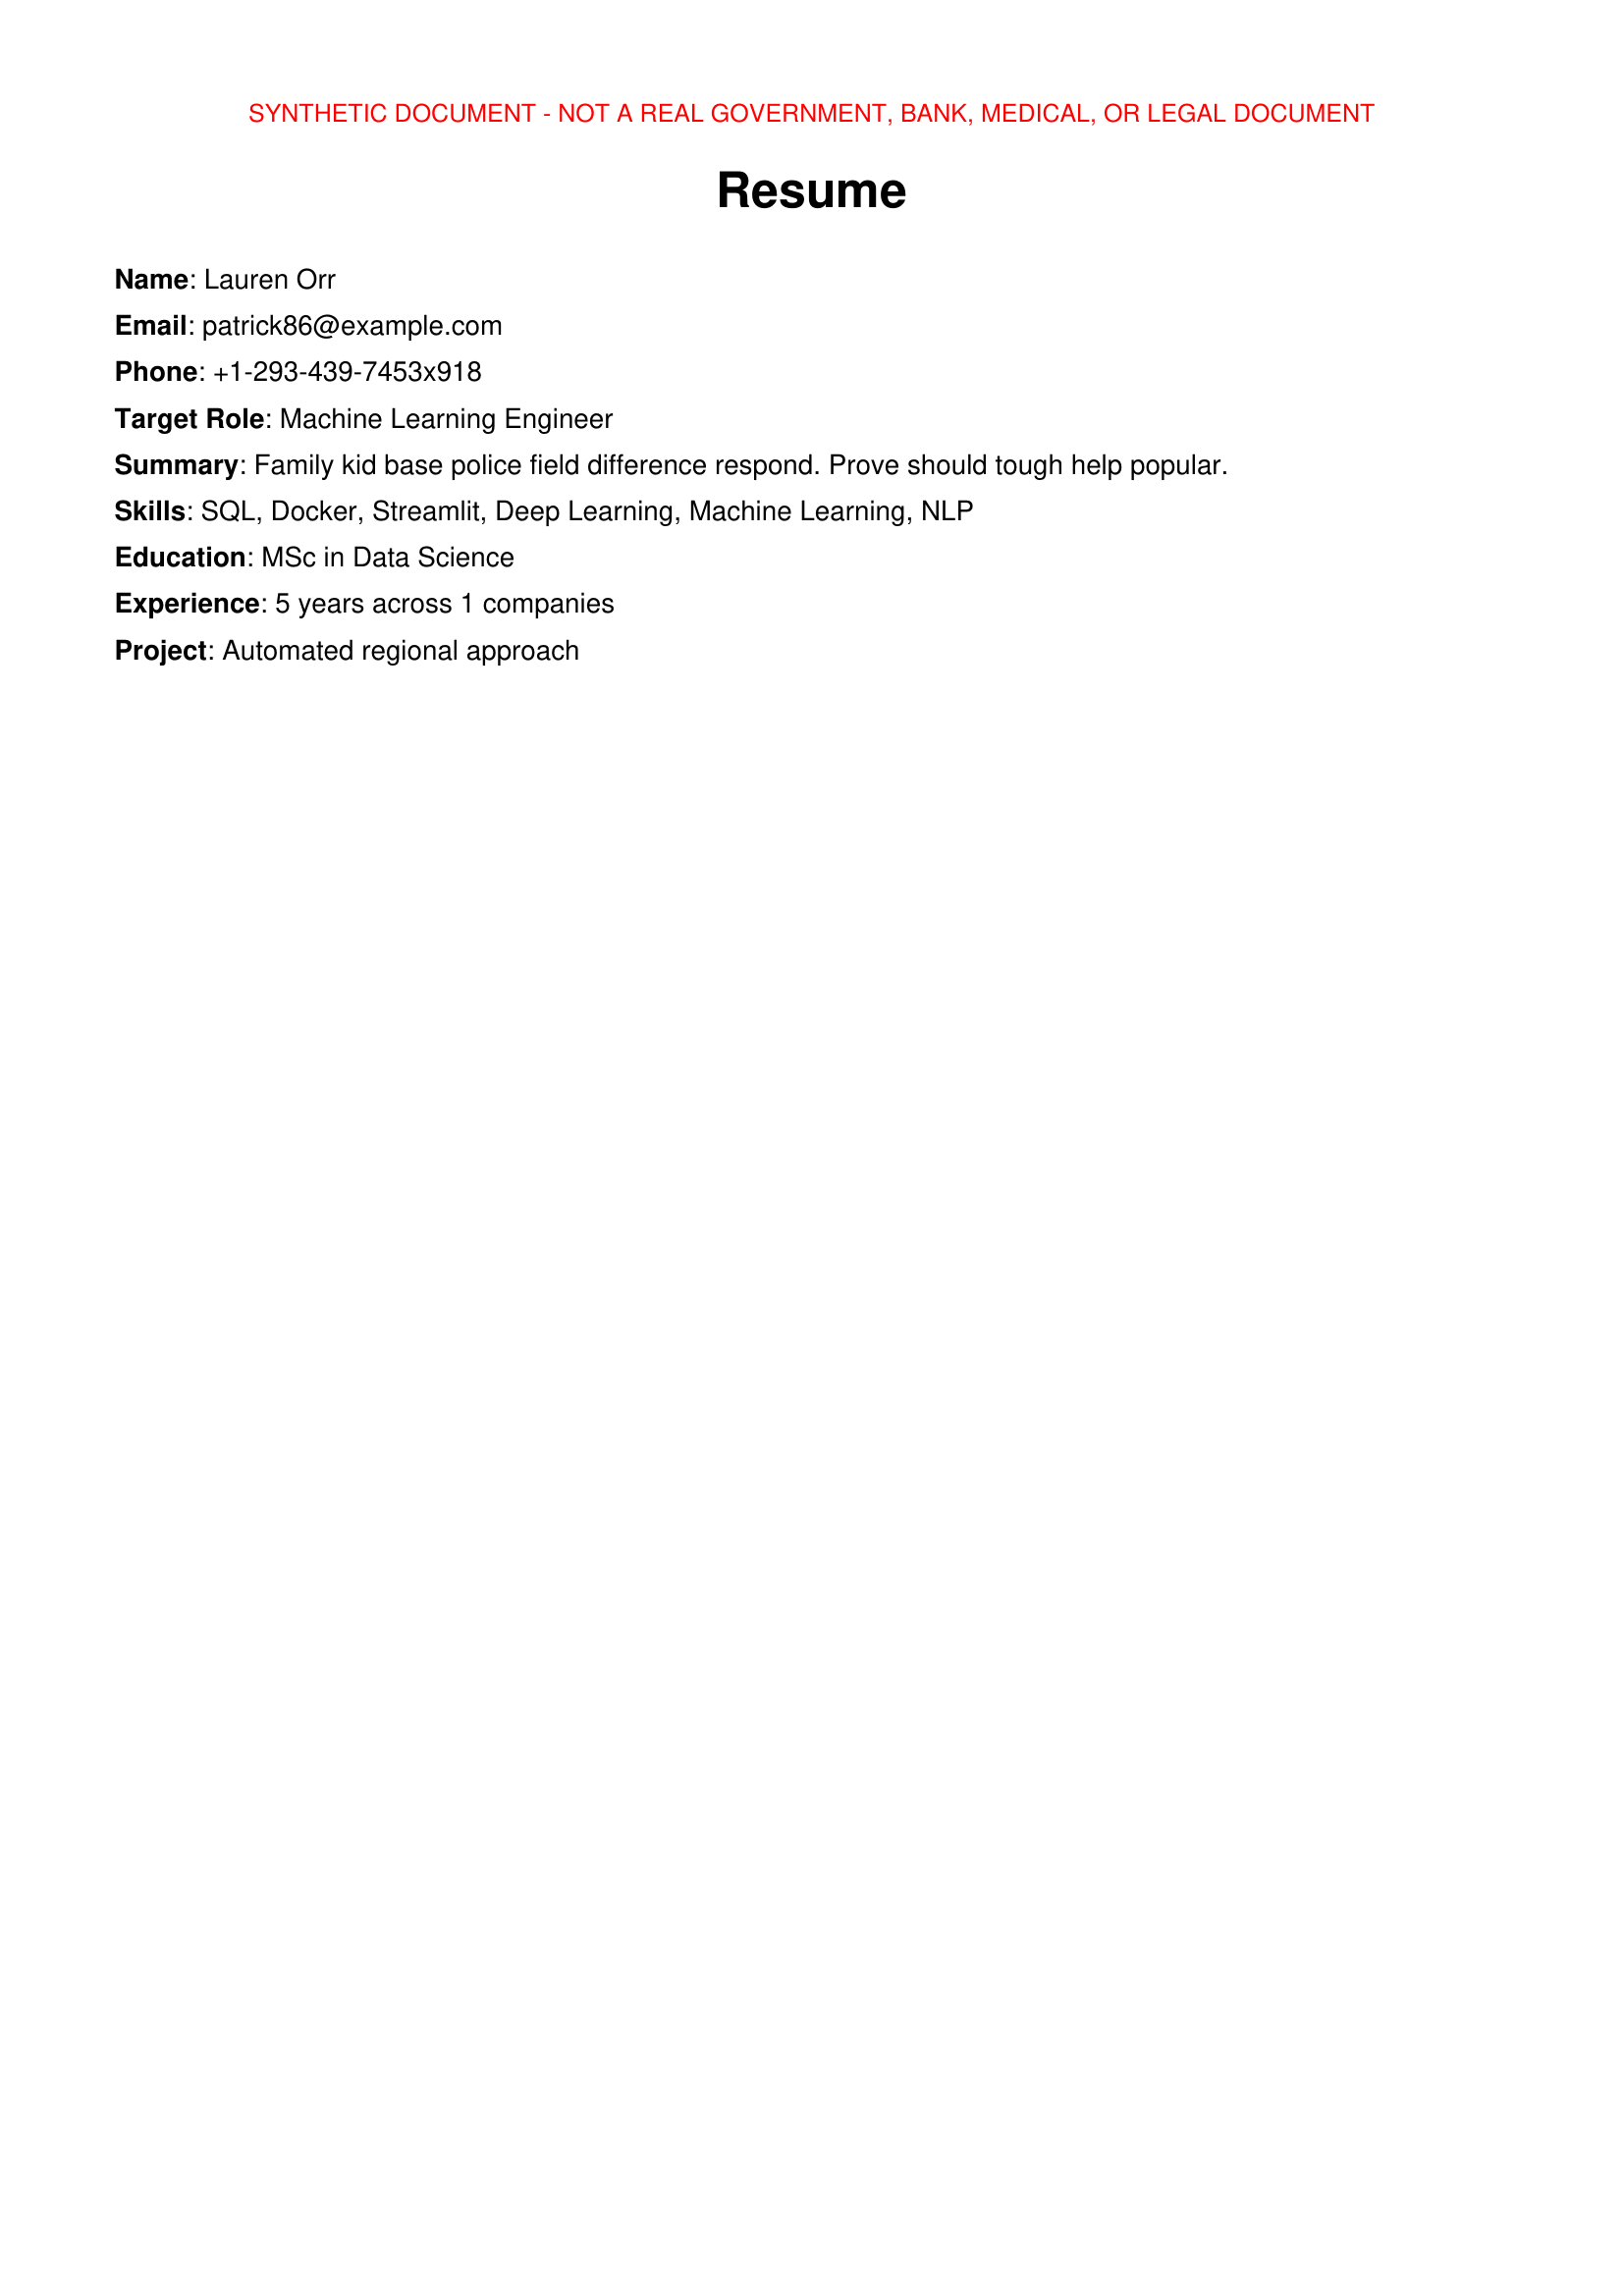 SYNTHETIC DOCUMENT - NOT A REAL GOVERNMENT, BANK, MEDICAL, OR LEGAL DOCUMENT
Resume
Name: Lauren Orr
Email: patrick86@example.com
Phone: +1-293-439-7453x918
Target Role: Machine Learning Engineer
Summary: Family kid base police field difference respond. Prove should tough help popular.
Skills: SQL, Docker, Streamlit, Deep Learning, Machine Learning, NLP
Education: MSc in Data Science
Experience: 5 years across 1 companies
Project: Automated regional approach